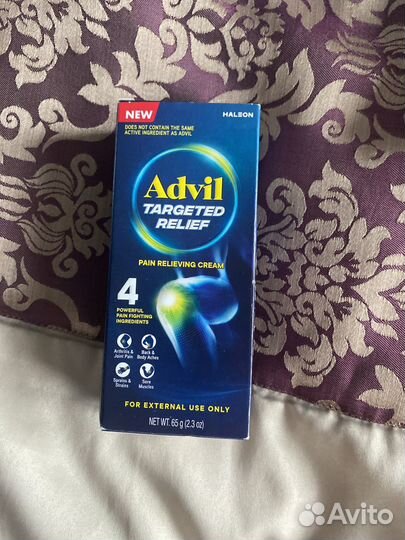 NEW
HALEON
DOES NOT CONTAIN THE SAME
ACTIVE INGREDIENT AS ADVIL
Advil
TARGETED
RELIEF
PAIN RELIEVING CREAM
4
POWERFUL
PAIN FIGHTING
INGREDIENTS
Arthritis &
Joint Pain
Back &
Body Aches
Sprains &
Strains
Sore
Muscles
FOR EXTERNAL USE ONLY
NET WT. 65 g (2.3 oz)
Avito